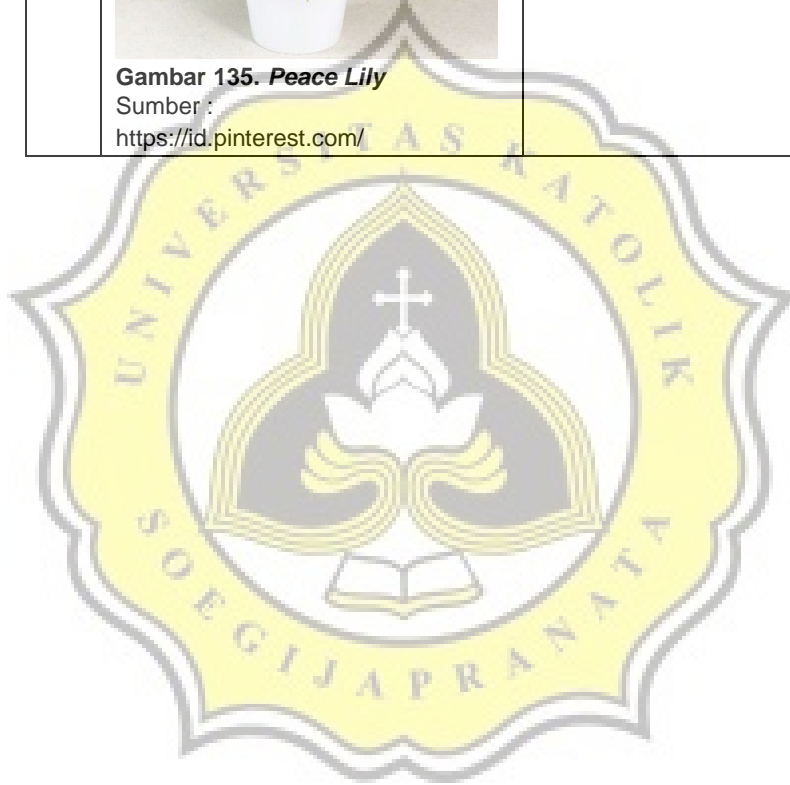 Gambar 135. Peace Lily
Sumber :
https://id.pinterest.com/
UNIVERSITAS KATOLIK
SOEGIJAPRANATA